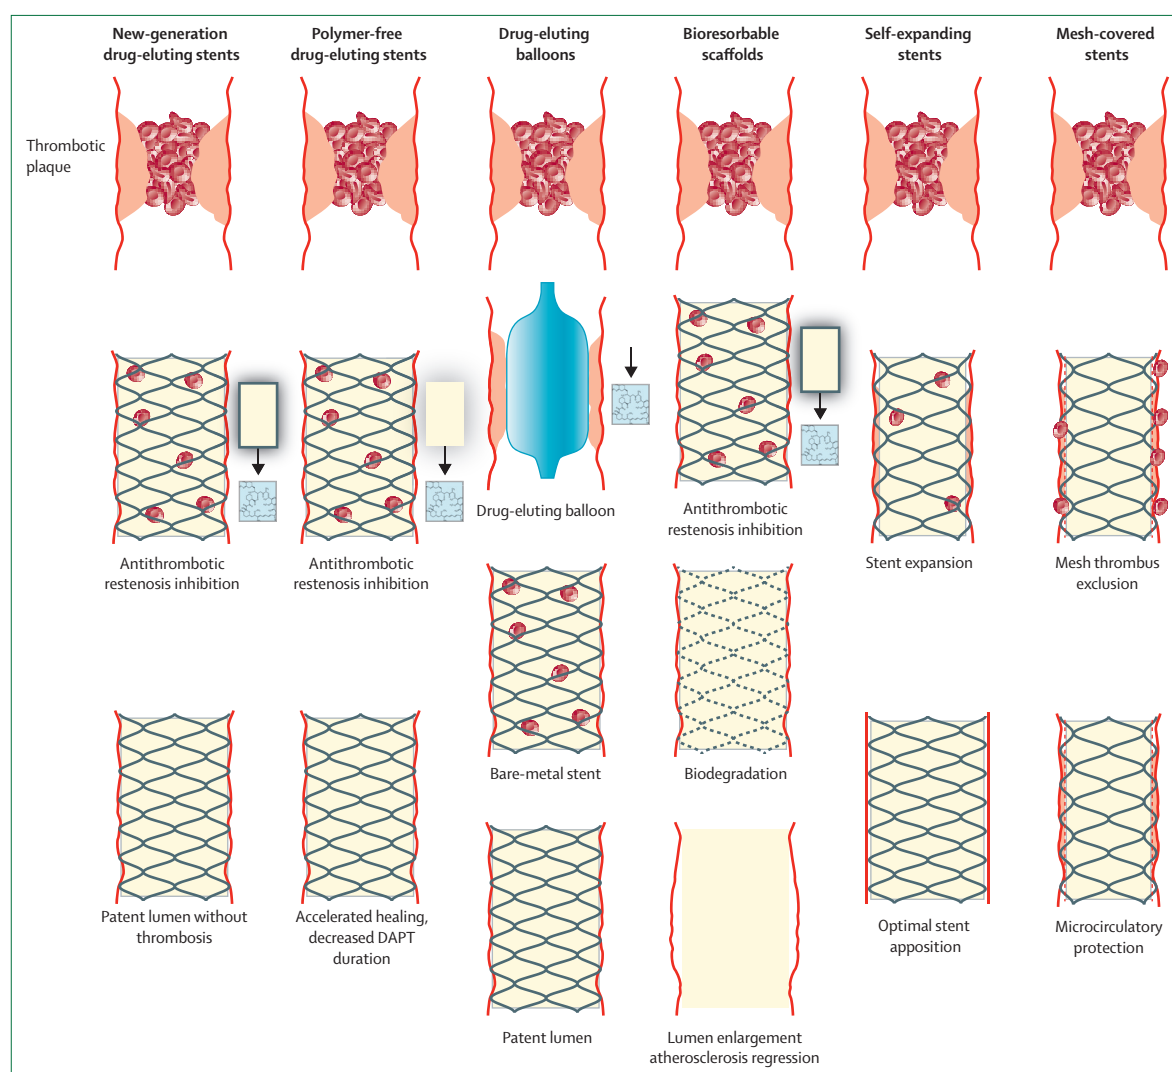 New-generation
drug-eluting stents
Polymer-free
drug-eluting stents
Drug-eluting
balloons
Bioresorbable
scaffolds
Self-expanding
stents
Mesh-covered
stents
Thrombotic
plaque
Antithrombotic
restenosis inhibition
Antithrombotic
restenosis inhibition
Drug-eluting balloon
Antithrombotic
restenosis inhibition
Stent expansion
Mesh thrombus
exclusion
Bare-metal stent
Biodegradation
Patent lumen without
thrombosis
Accelerated healing,
decreased DAPT
duration
Optimal stent
apposition
Microcirculatory
protection
Patent lumen
Lumen enlargement
atherosclerosis regression